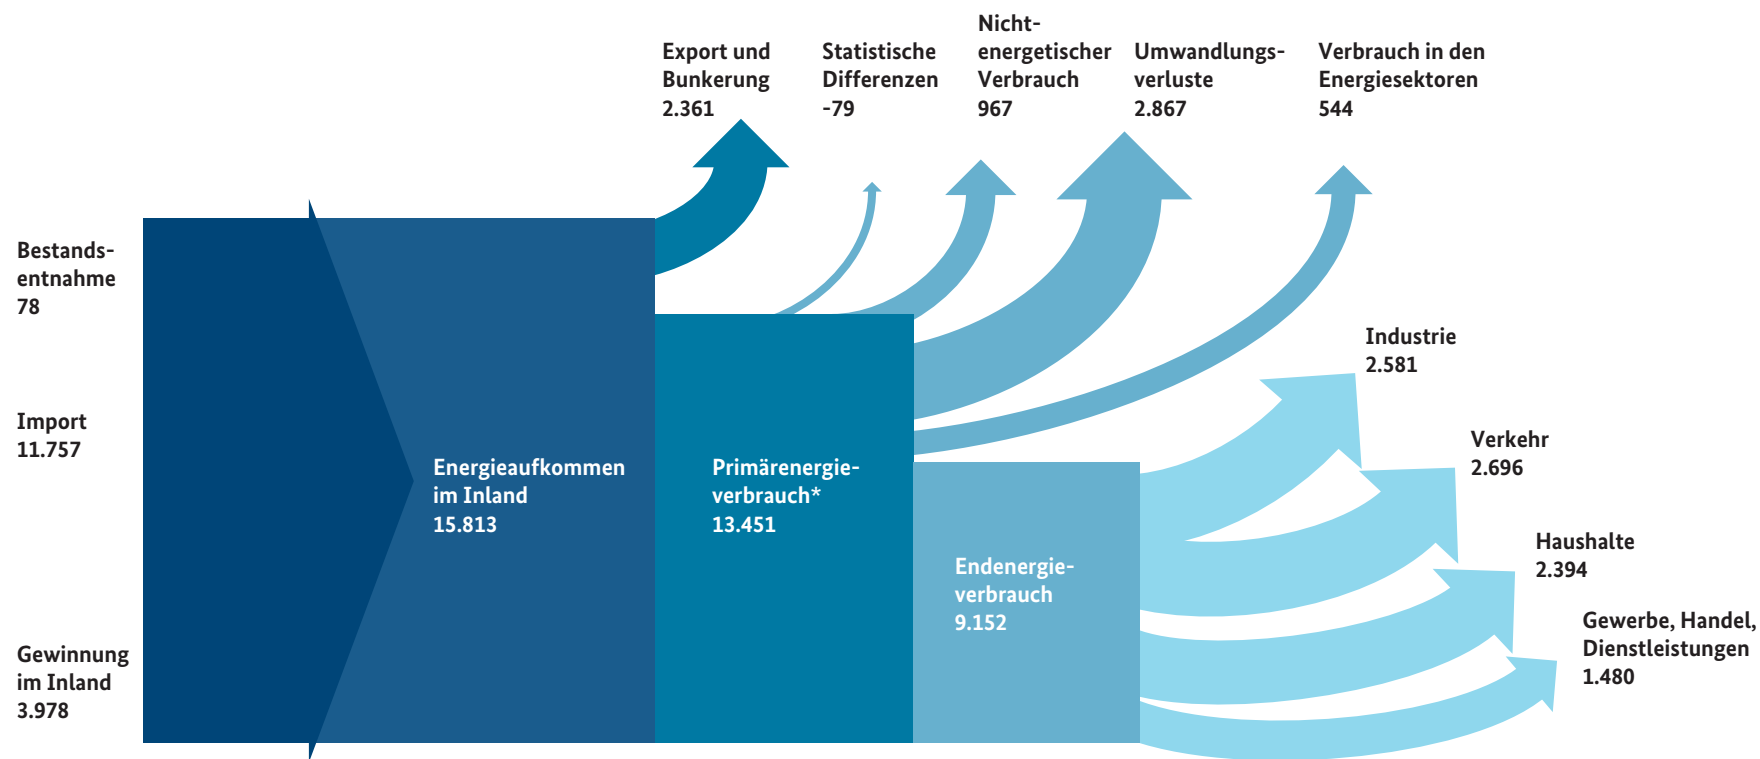 Export und
Bunkerung
2.361
Statistische
Differenzen
-79
Nicht-
energetischer
Verbrauch
967
Umwandlungs-
verluste
2.867
Verbrauch in den
Energiesektoren
544
Bestands-
entnahme
78
Import
11.757
Gewinnung
im Inland
3.978
Energieaufkommen
im Inland
15.813
Primärenergie-
verbrauch*
13.451
Endenergie-
verbrauch
9.152
Industrie
2.581
Verkehr
2.696
Haushalte
2.394
Gewerbe, Handel,
Dienstleistungen
1.480